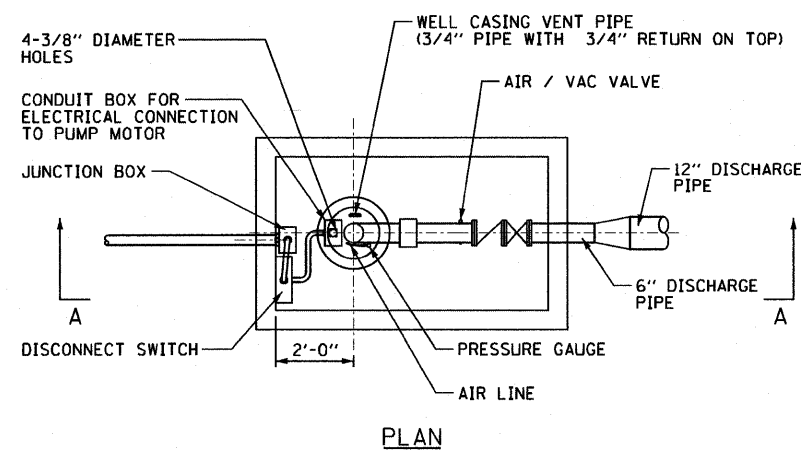 WELL CASING VENT PIPE
(3/4" PIPE WITH 3/4" RETURN ON TOP)
4-3/8" DIAMETER
HOLES
AIR / VAC VALVE
CONDUIT BOX FOR
ELECTRICAL CONNECTION
TO PUMP MOTOR
JUNCTION BOX
12" DISCHARGE
PIPE
6" DISCHARGE
PIPE
A
A
DISCONNECT SWITCH
2'-0"
PRESSURE GAUGE
AIR LINE
PLAN